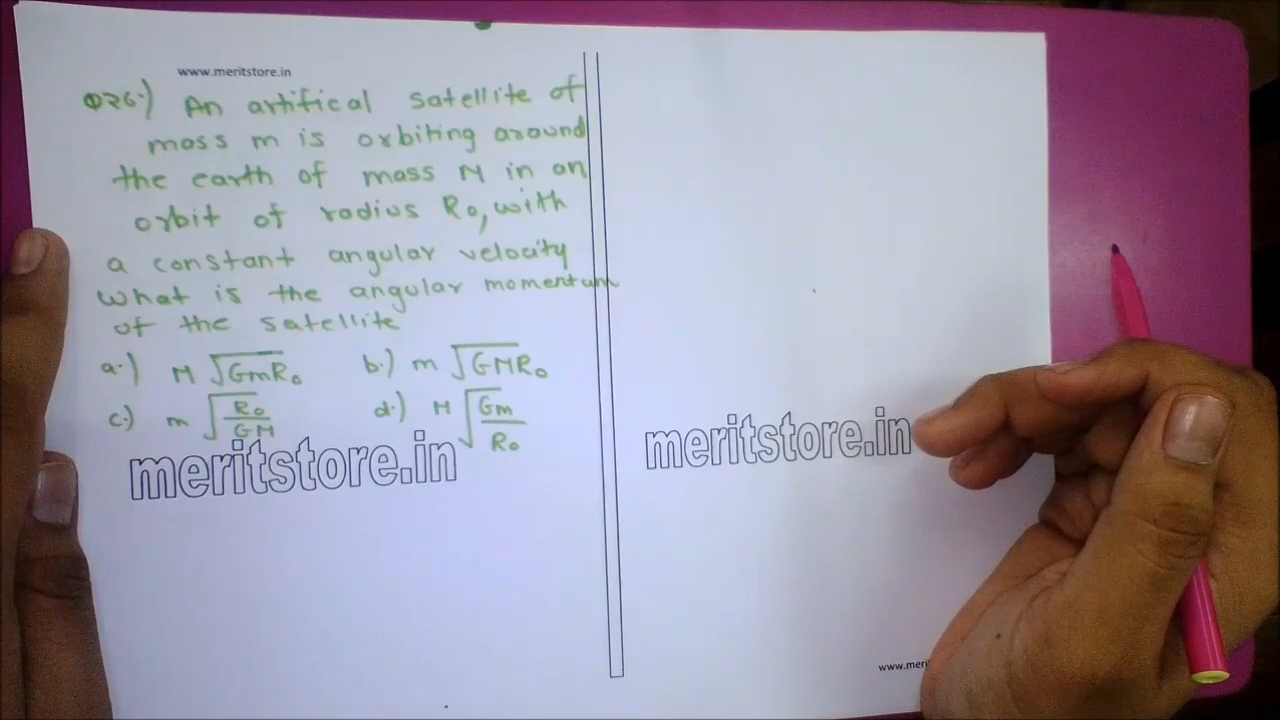 www.meritstore.in
Q26.) An artifical satellite of
mass m is orbiting around
the earth of mass M in an
orbit of radius R₀, with
a constant angular velocity
what is the angular momentum
of the satellite
a.) M √GmR₀ b.) m √GMR₀
c.) m √R₀/GM d.) M √Gm/R₀
meritstore.in
meritstore.in
www.meri